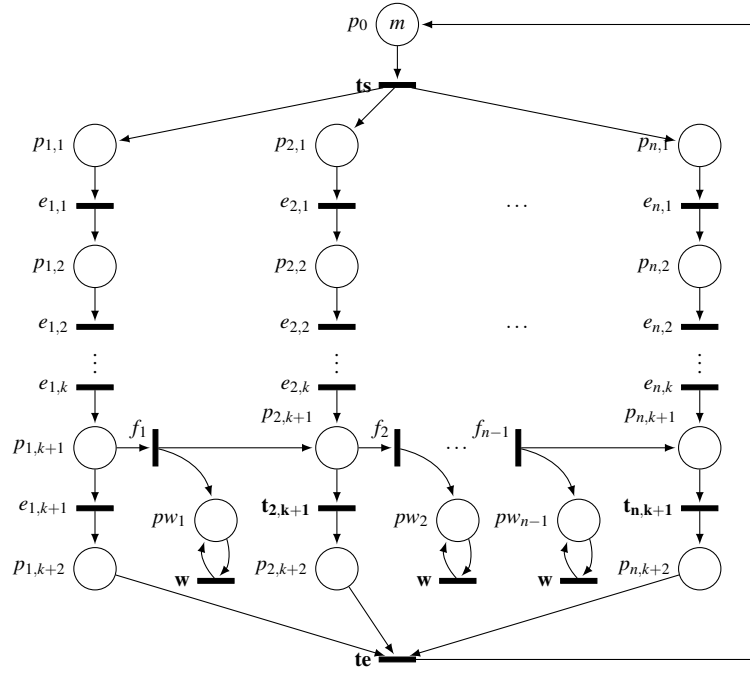 p₀ m
ts
p₁,₁ p₂,₁ pₙ,₁
e₁,₁ e₂,₁ … eₙ,₁
p₁,₂ p₂,₂ pₙ,₂
e₁,₂ e₂,₂ … eₙ,₂
⋮ ⋮ ⋮
e₁,ₖ e₂,ₖ eₙ,ₖ
p₂,ₖ₊₁ pₙ,ₖ₊₁
p₁,ₖ₊₁ f₁ f₂ … fₙ₋₁
e₁,ₖ₊₁ pw₁ t₂,ₖ₊₁ pw₂ pwₙ₋₁ tₙ,ₖ₊₁
p₁,ₖ₊₂ w p₂,ₖ₊₂ w w pₙ,ₖ₊₂
te